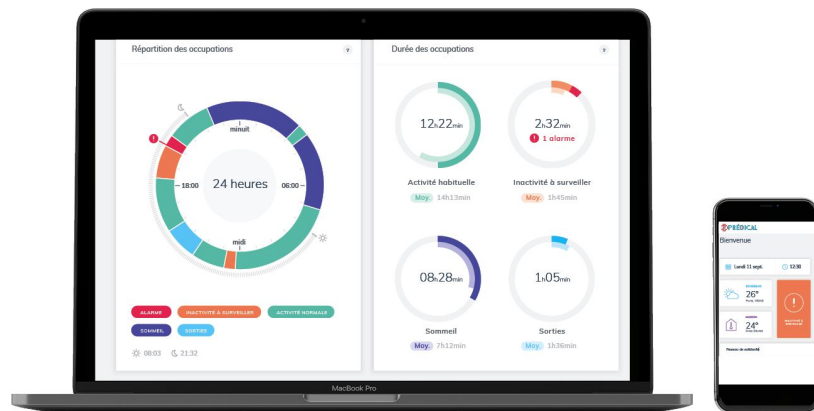 Répartition des occupations
minuit
18:00
24 heures
06:00
midi
ALARME
INACTIVITÉ À SURVEILLER
ACTIVITÉ NORMALE
SOMMEIL
SORTIES
08:03
21:32
Durée des occupations
12h22min
Activité habituelle
Moy. 14h13min
2h32min
1 alarme
Inactivité à surveiller
Moy. 1h45min
08h28min
Sommeil
Moy. 7h12min
1h05min
Sorties
Moy. 1h36min
MacBook Pro
PRÉDICAL
Bienvenue
Lundi 11 sept.
12:30
26°
24°
INACTIVITÉ À
SURVEILLER